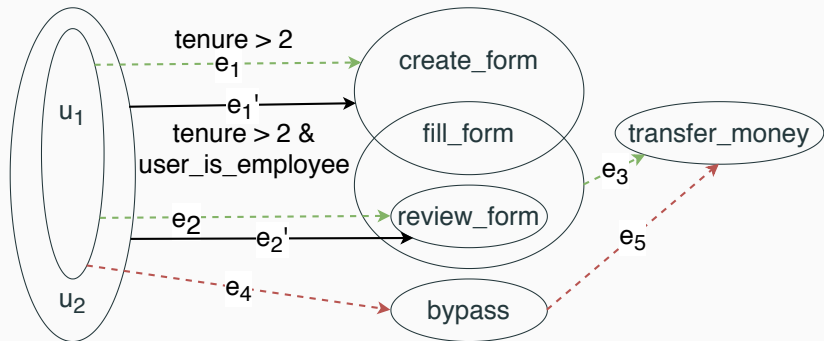 tenure > 2
e1
create_form
u1
e1'
tenure > 2 &
user_is_employee
fill_form
transfer_money
e3
e2
review_form
e2'
e5
u2
e4
bypass